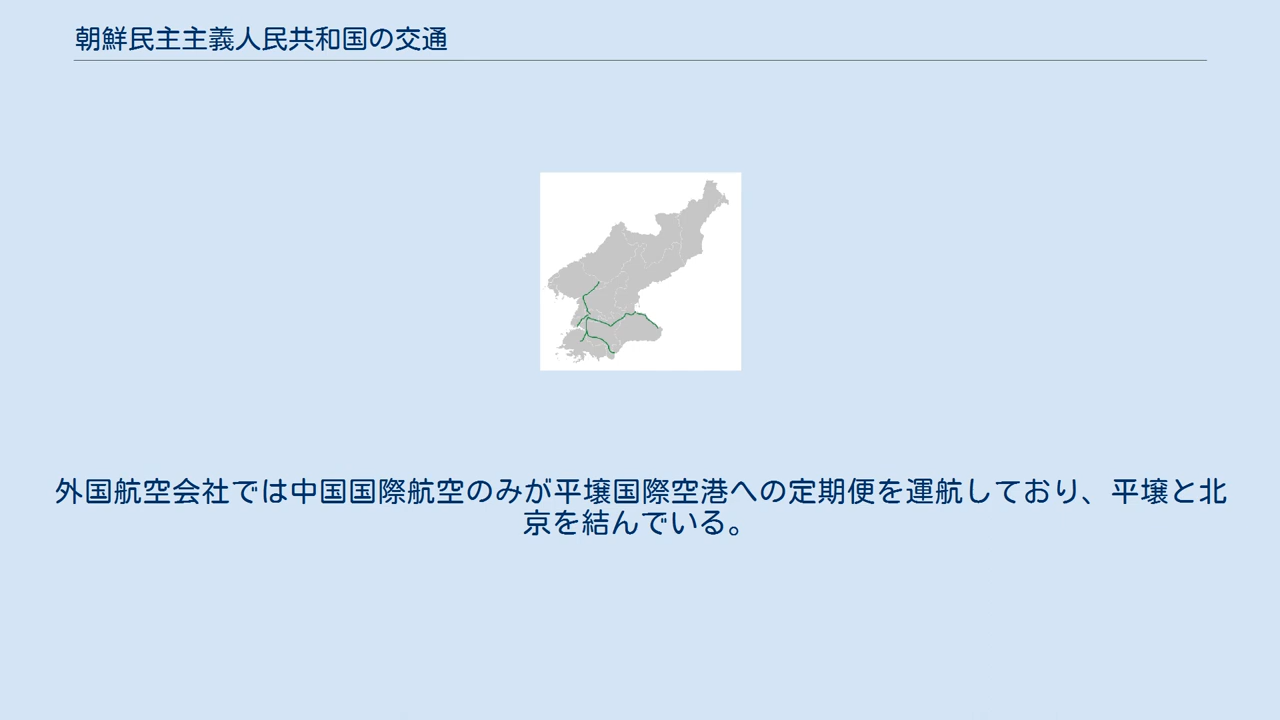 朝鮮民主主義人民共和国の交通
外国航空会社では中国国際航空のみが平壌国際空港への定期便を運航しており、平壌と北
京を結んでいる。